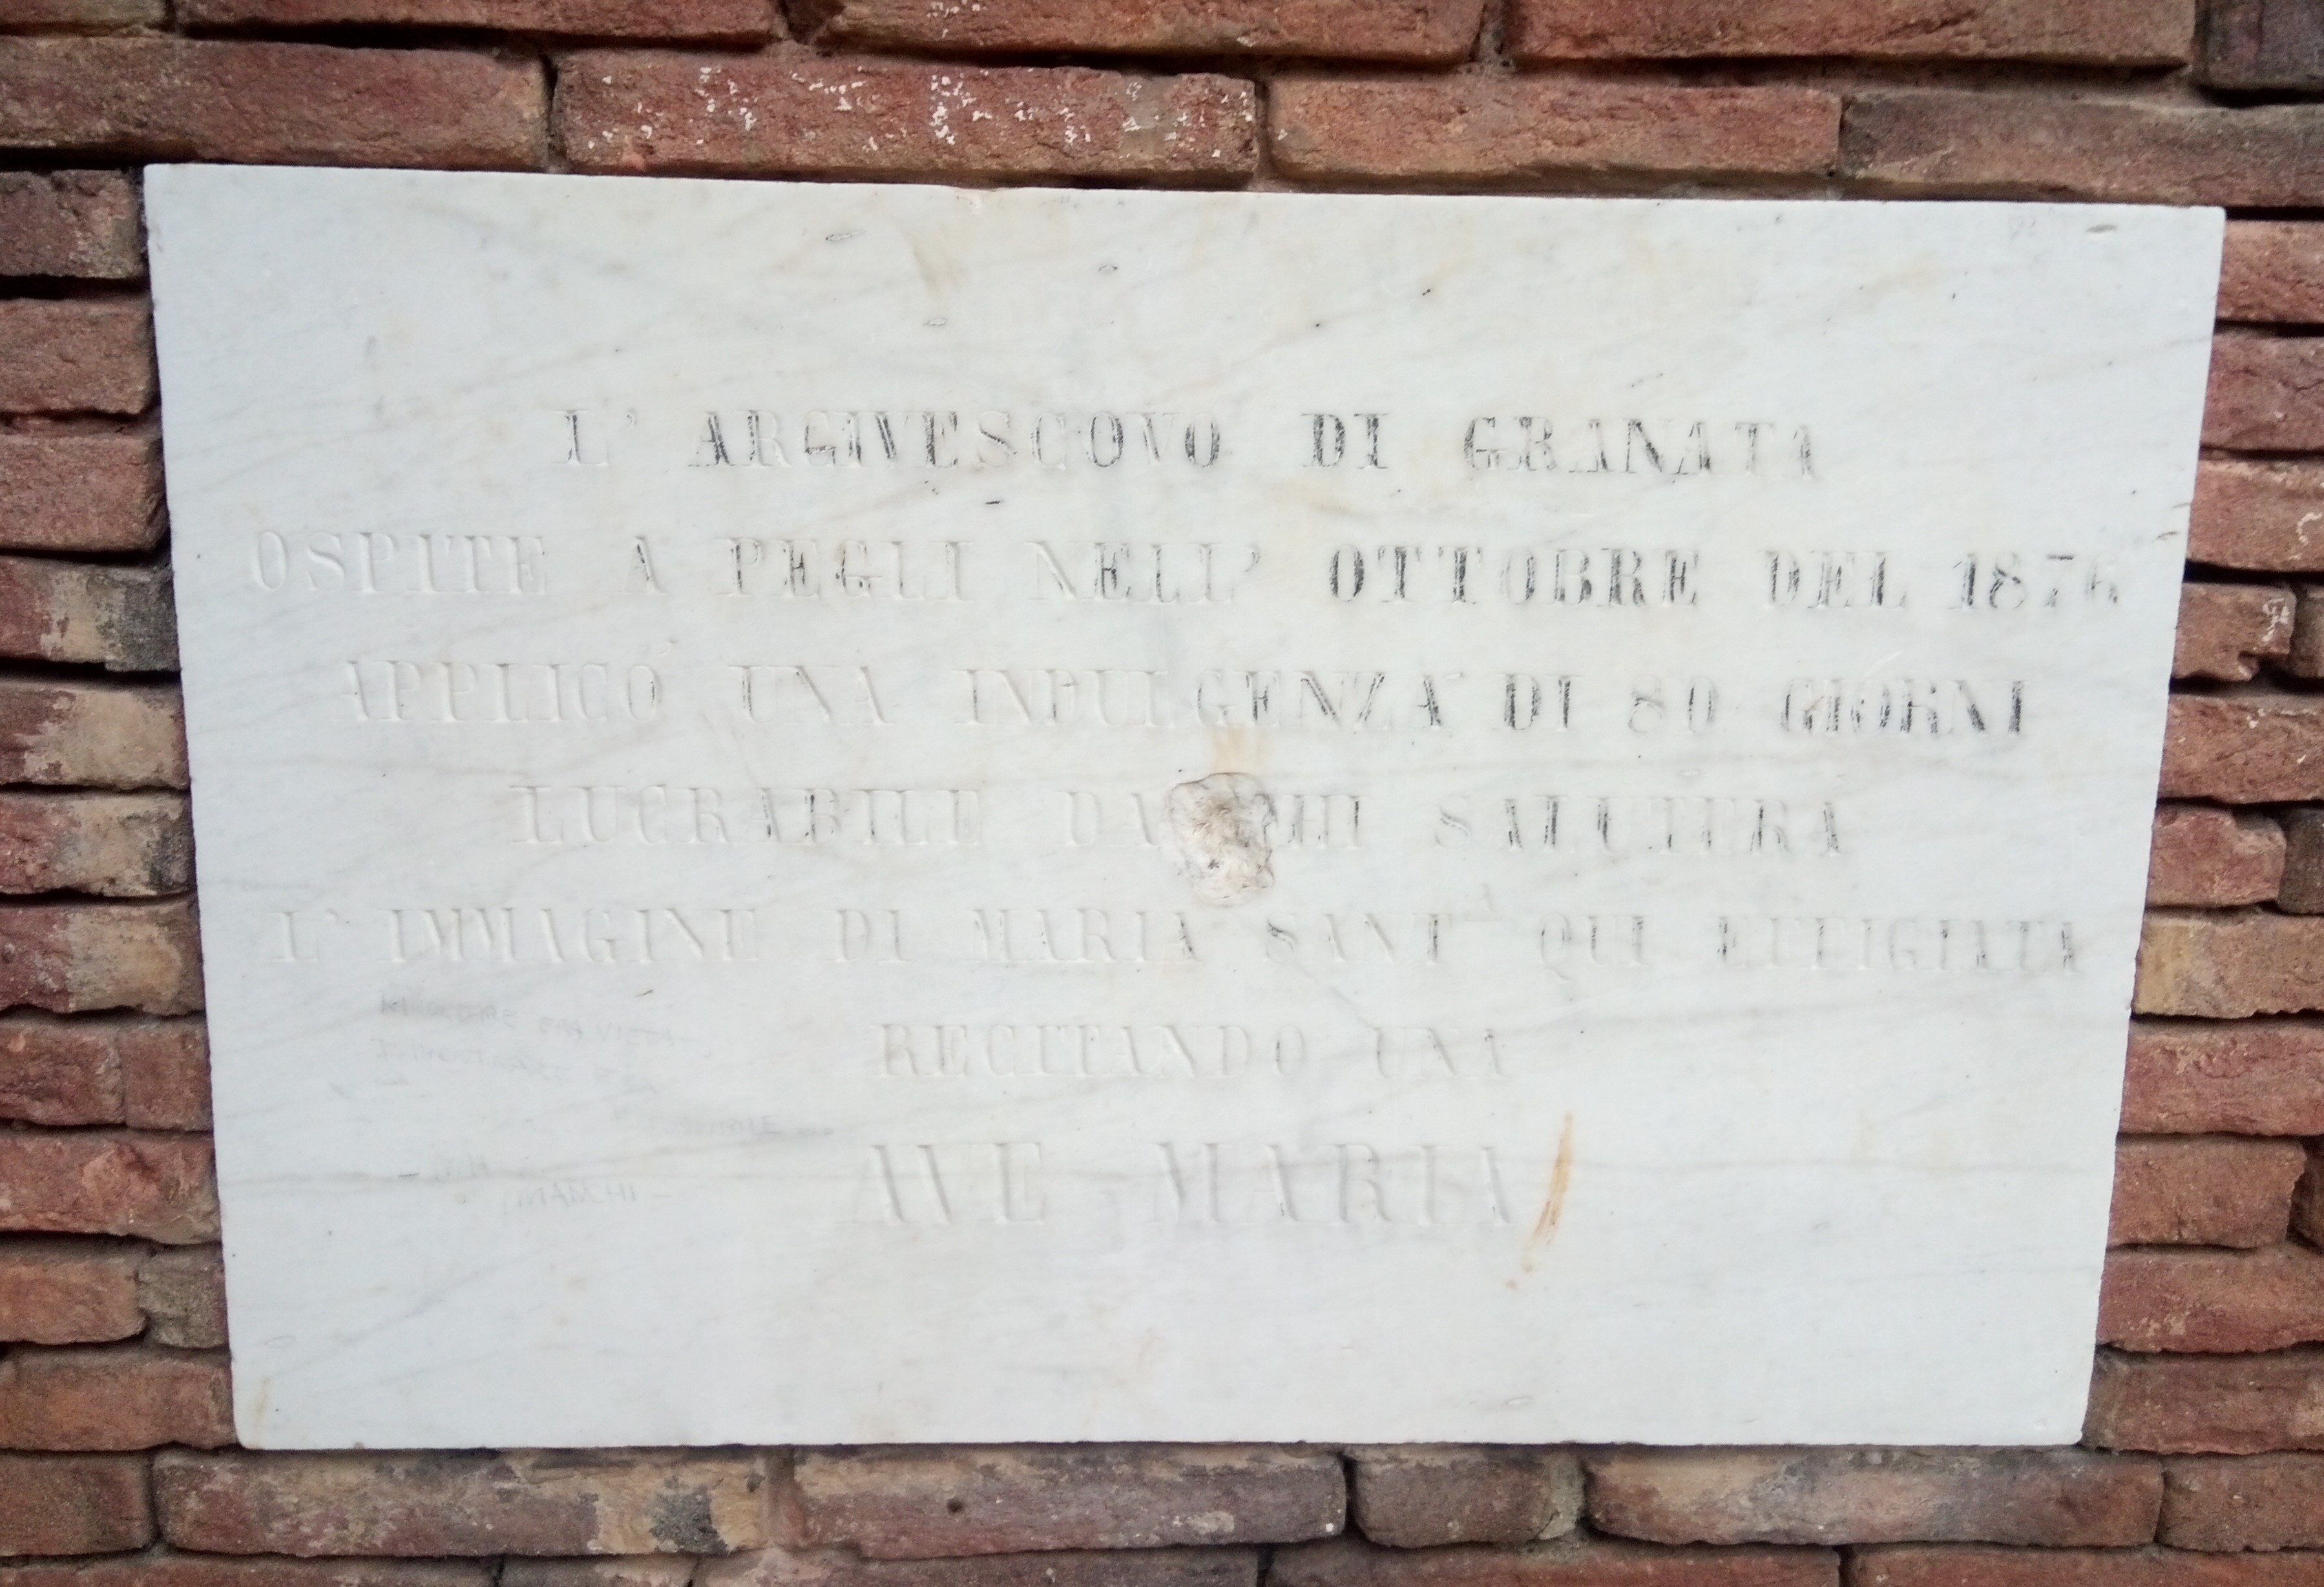 L' ARCIVESCOVO DI GRANATA
OSPITE A PEGLI NELL' OTTOBRE DEL 1876
APPLICÒ UNA INDULGENZA DI 80 GIORNI
LUCRABILE DA CHI SALUTERA
L' IMMAGINE DI MARIA SANT.A QUI EFFIGIATA
RECITANDO UNA
AVE MARIA